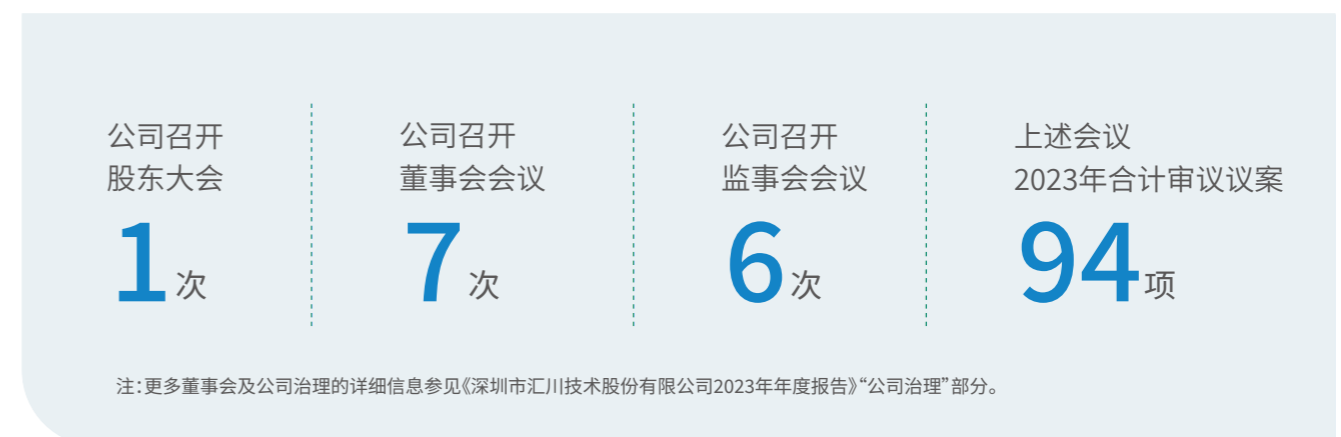 公司召开
股东大会
1次
公司召开
董事会会议
7次
公司召开
监事会会议
6次
上述会议
2023年合计审议议案
94项
注：更多董事会及公司治理的详细信息参见《深圳市汇川技术股份有限公司2023年年度报告》“公司治理”部分。